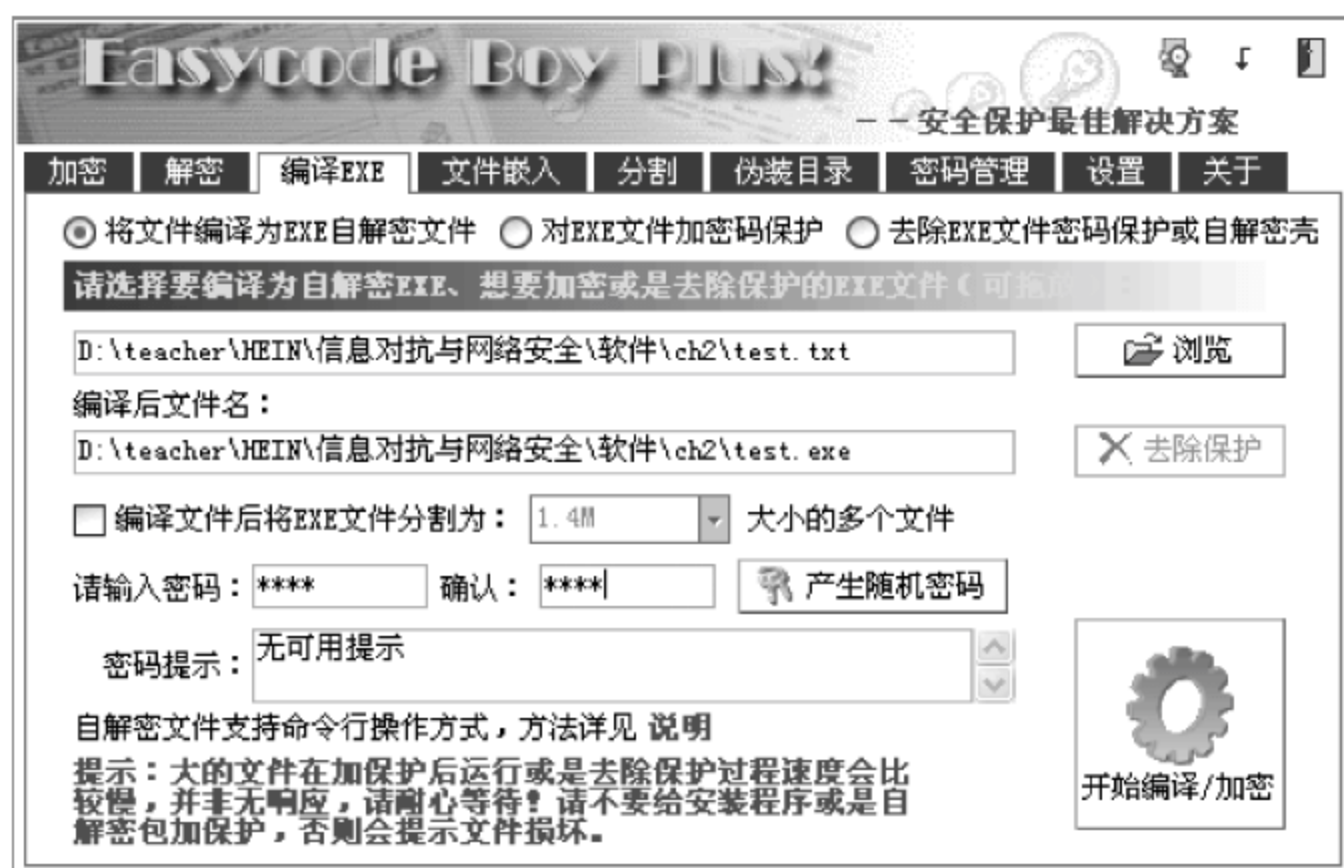 Easycode Boy Plus!
－－安全保护最佳解决方案
加密 解密 编译EXE 文件嵌入 分割 伪装目录 密码管理 设置 关于
将文件编译为EXE自解密文件 对EXE文件加密码保护 去除EXE文件密码保护或自解密壳
请选择要编译为自解密EXE、想要加密或是去除保护的EXE文件(可拖放):
D:\teacher\HEIN\信息对抗与网络安全\软件\ch2\test.txt 浏览
编译后文件名：
D:\teacher\HEIN\信息对抗与网络安全\软件\ch2\test.exe 去除保护
编译文件后将EXE文件分割为： 1.4M 大小的多个文件
请输入密码：**** 确认：**** 产生随机密码
密码提示：无可用提示
自解密文件支持命令行操作方式，方法详见 说明
提示：大的文件在加保护后运行或是去除保护过程速度会比
较慢，并非无响应，请耐心等待！请不要给安装程序或是自
解密包加保护，否则会提示文件损坏。
开始编译/加密